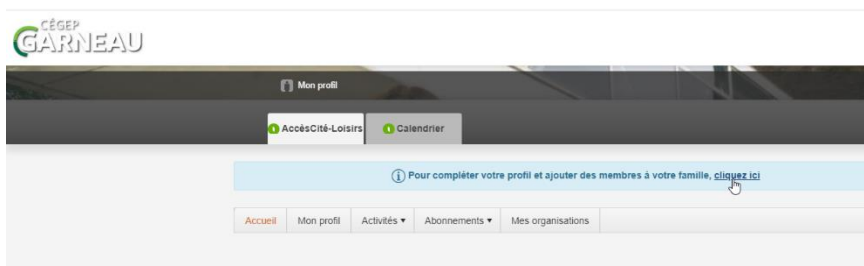 CÉGEP
GARNEAU
Mon profil
AccèsCité-Loisirs
Calendrier
Pour compléter votre profil et ajouter des membres à votre famille, cliquez ici
Accueil Mon profil Activités ▾ Abonnements ▾ Mes organisations